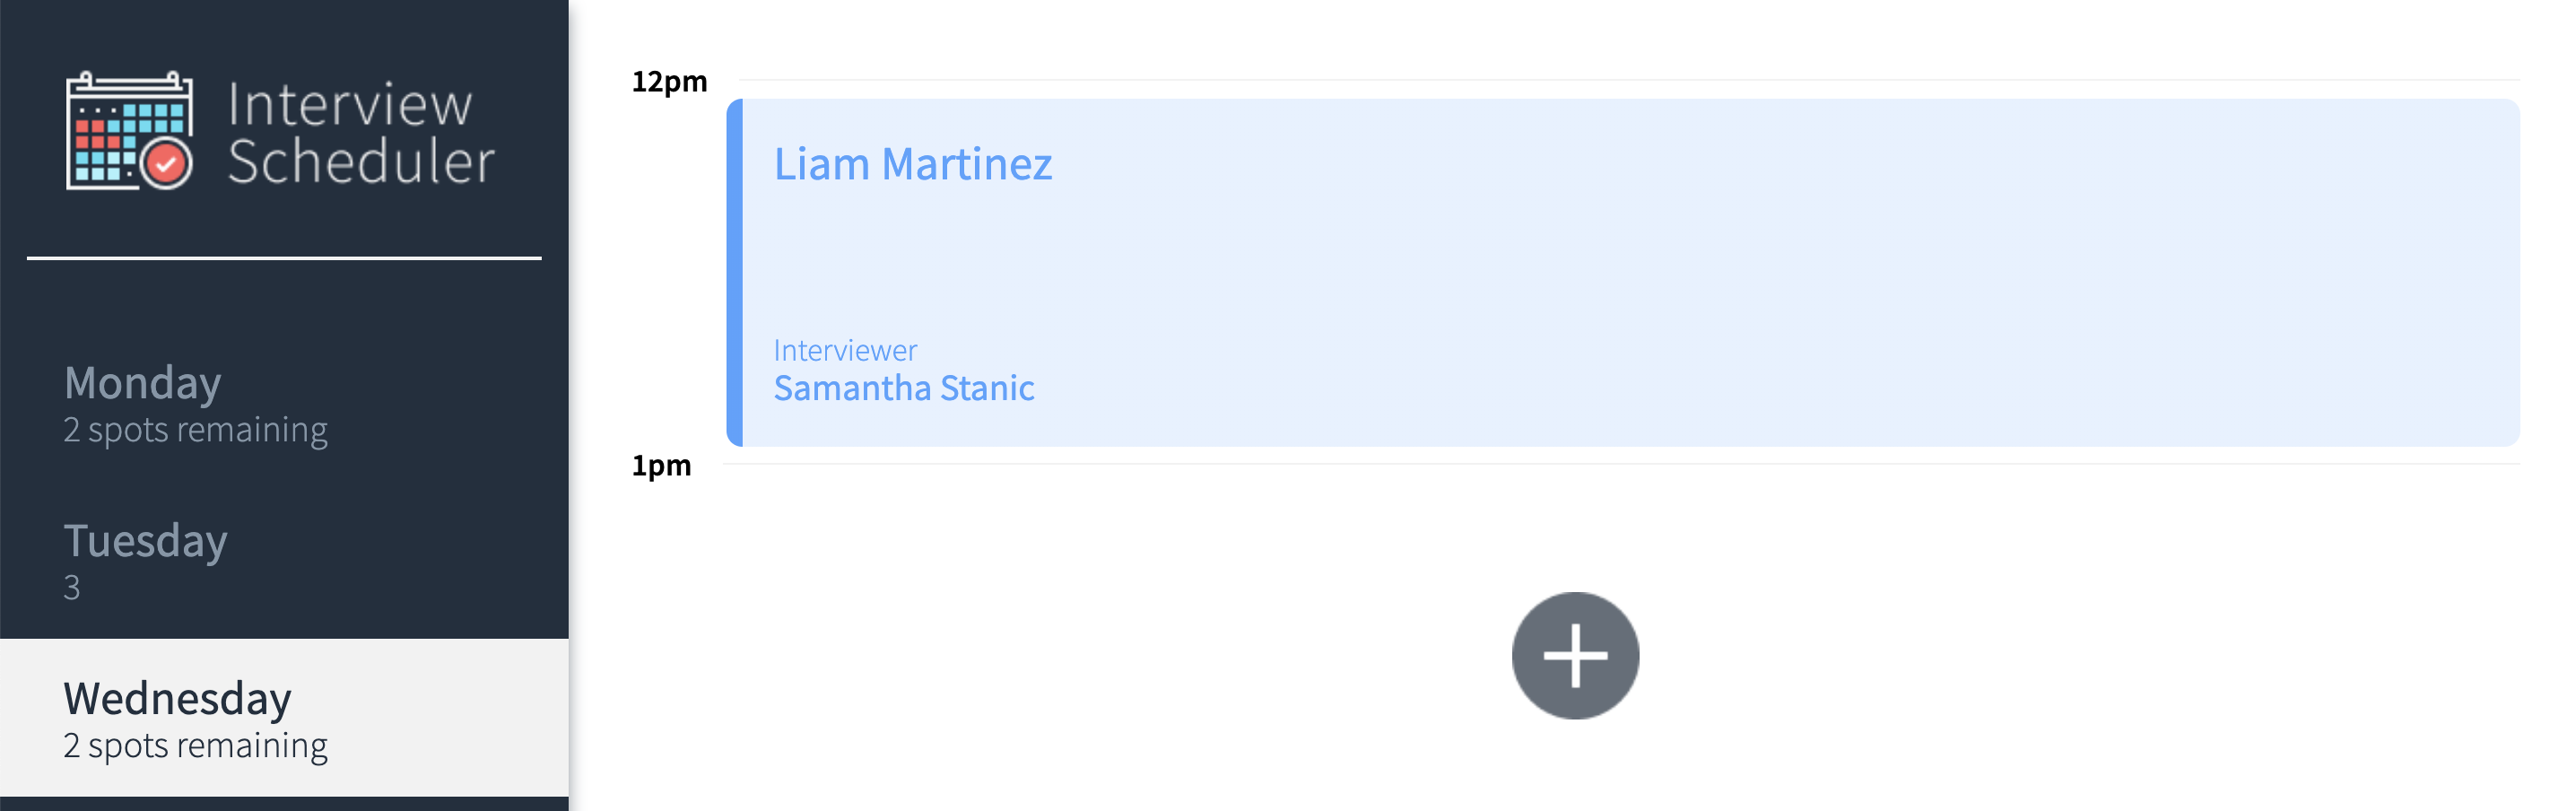 Interview
Scheduler
Monday
2 spots remaining
Tuesday
3
Wednesday
2 spots remaining
12pm
Liam Martinez
Interviewer
Samantha Stanic
1pm